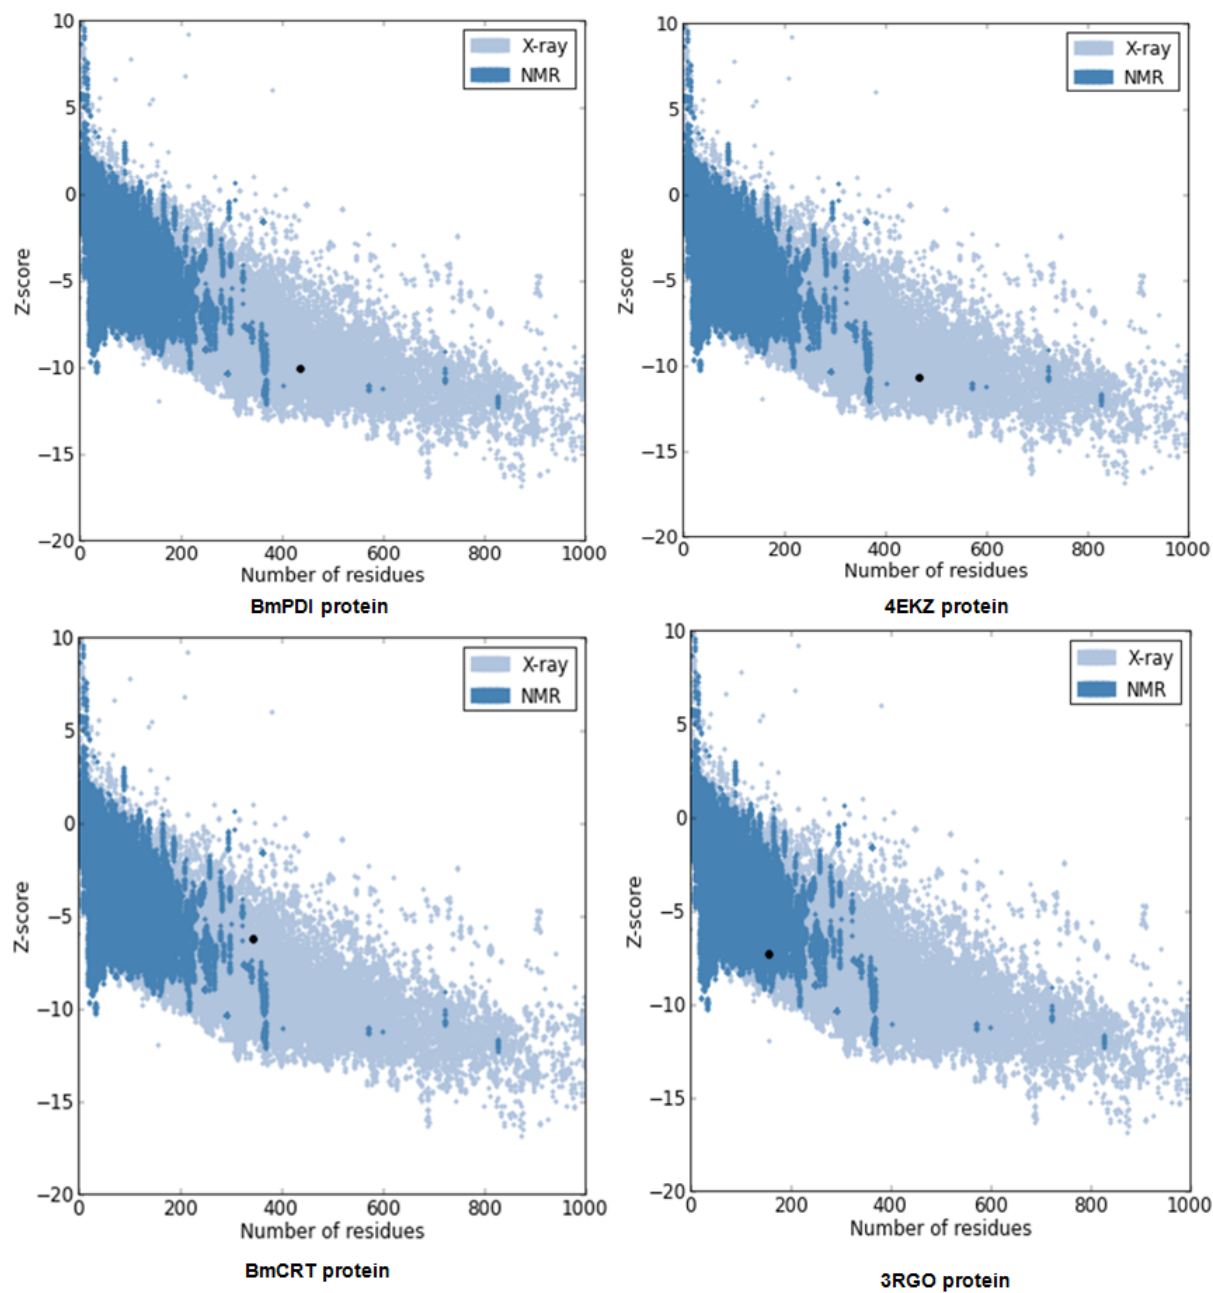 10
5
0
−5
−10
−15
−20
Z-score
X-ray
NMR
0 200 400 600 800 1000
Number of residues
BmPDI protein
10
5
0
−5
−10
−15
−20
Z-score
X-ray
NMR
0 200 400 600 800 1000
Number of residues
4EKZ protein
10
5
0
−5
−10
−15
−20
Z-score
X-ray
NMR
0 200 400 600 800 1000
Number of residues
BmCRT protein
10
5
0
−5
−10
−15
−20
Z-score
X-ray
NMR
0 200 400 600 800 1000
Number of residues
3RGO protein